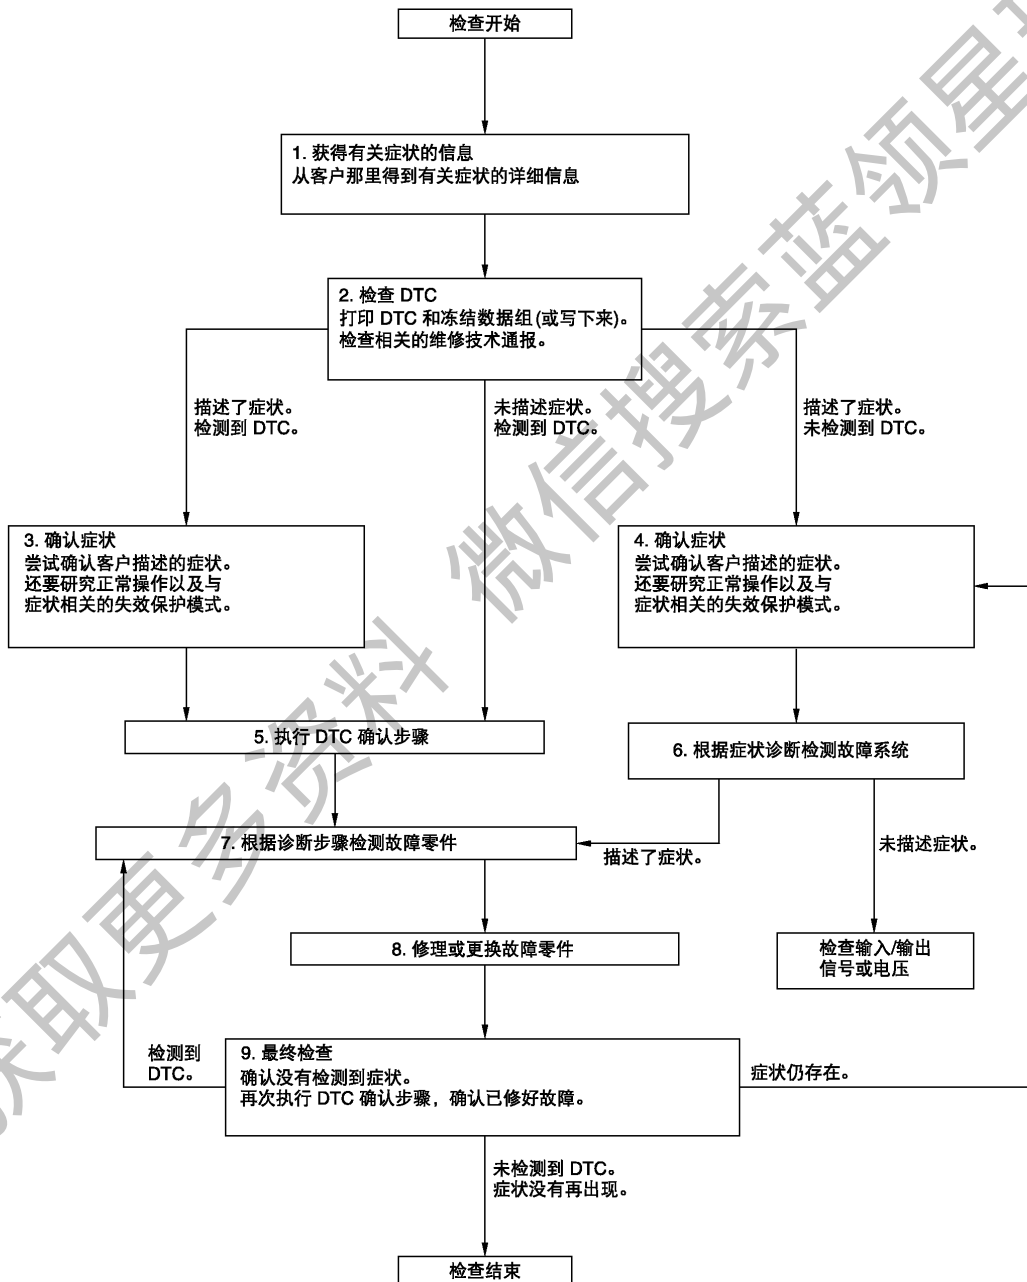 检查开始
1. 获得有关症状的信息
从客户那里得到有关症状的详细信息
2. 检查 DTC
打印 DTC 和冻结数据组(或写下来)。
检查相关的维修技术通报。
描述了症状。
检测到 DTC。
未描述症状。
检测到 DTC。
描述了症状。
未检测到 DTC。
3. 确认症状
尝试确认客户描述的症状。
还要研究正常操作以及与
症状相关的失效保护模式。
4. 确认症状
尝试确认客户描述的症状。
还要研究正常操作以及与
症状相关的失效保护模式。
5. 执行 DTC 确认步骤
6. 根据症状诊断检测故障系统
7. 根据诊断步骤检测故障零件
描述了症状。
未描述症状。
8. 修理或更换故障零件
检查输入/输出
信号或电压
检测到
DTC。
9. 最终检查
确认没有检测到症状。
再次执行 DTC 确认步骤，确认已修好故障。
症状仍存在。
未检测到 DTC。
症状没有再出现。
检查结束
获取更多资料 微信搜索蓝领星球